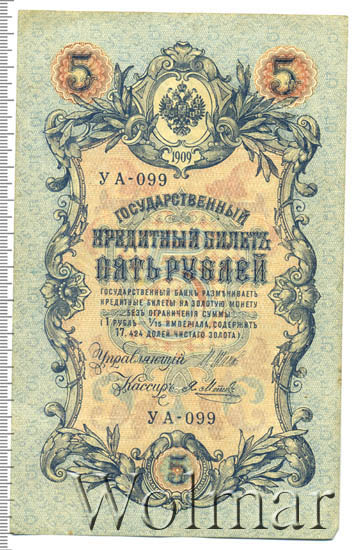 5 5
1909
УА-099
ГОСУДАРСТВЕННЫЙ
КРЕДИТНЫЙ БИЛЕТЪ
ПЯТЬ РУБЛЕЙ
ГОСУДАРСТВЕННЫЙ БАНКЪ РАЗМѢНИВАЕТЪ
КРЕДИТНЫЕ БИЛЕТЫ НА ЗОЛОТУЮ МОНЕТУ
БЕЗЪ ОГРАНИЧЕНІЯ СУММЫ
(1 РУБЛЬ = 1/15 ИМПЕРІАЛА, СОДЕРЖИТЪ
17,424 ДОЛЕЙ ЧИСТАГО ЗОЛОТА)
Управляющій
Кассиръ
УА-099
5
Wolmar